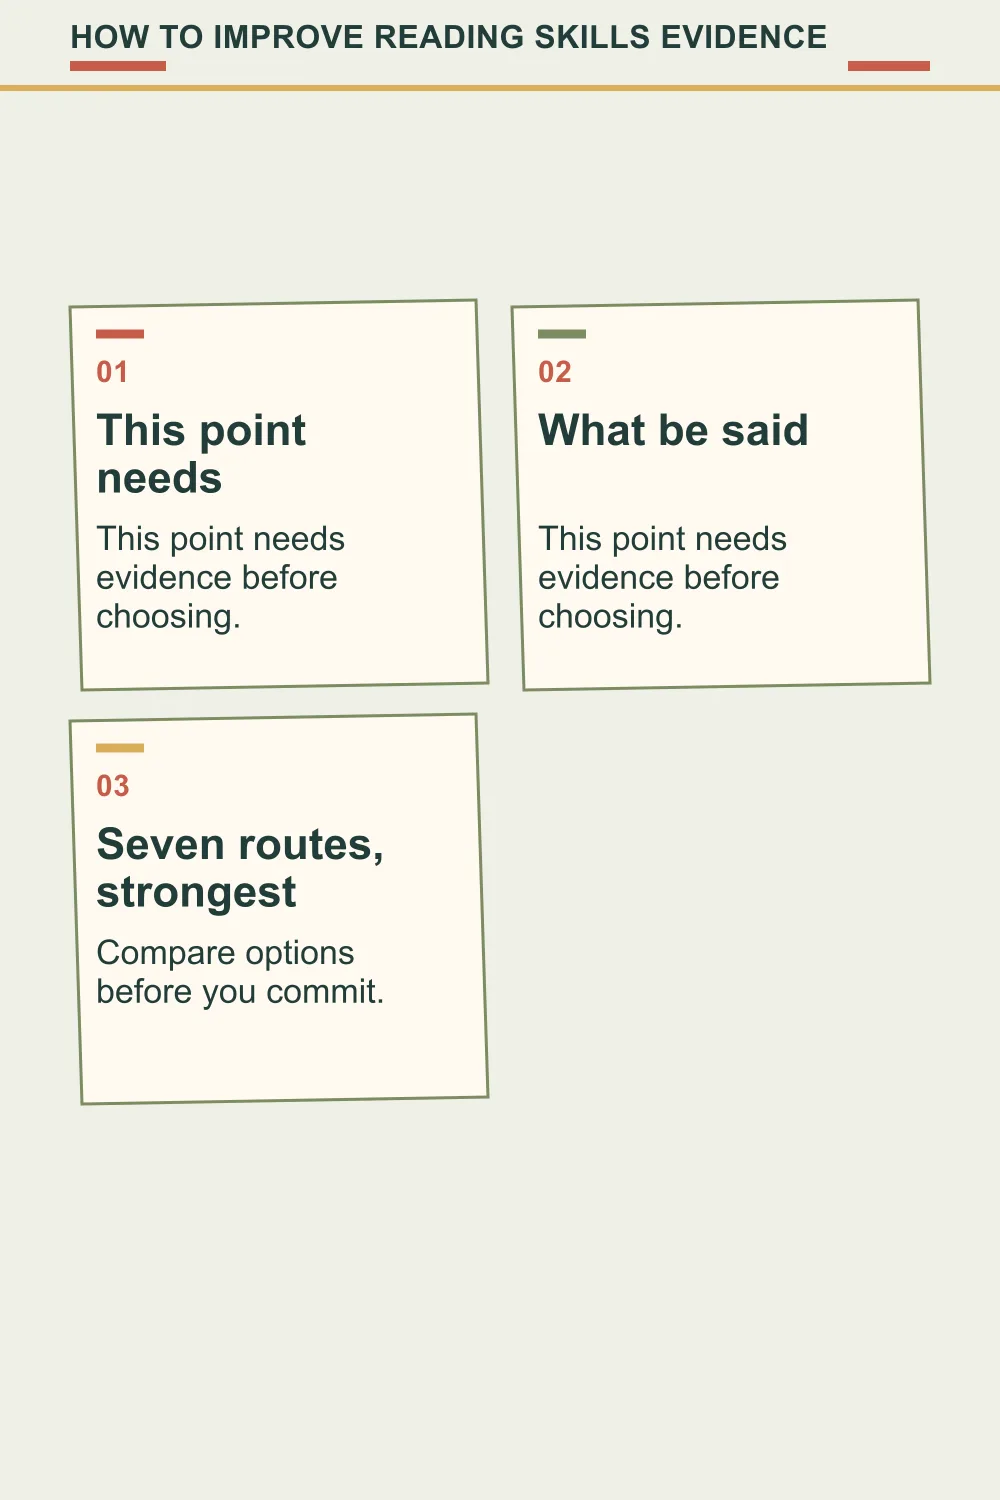 HOW TO IMPROVE READING SKILLS EVIDENCE
01
This point
needs
This point needs
evidence before
choosing.
02
What be said
This point needs
evidence before
choosing.
03
Seven routes,
strongest
Compare options
before you commit.